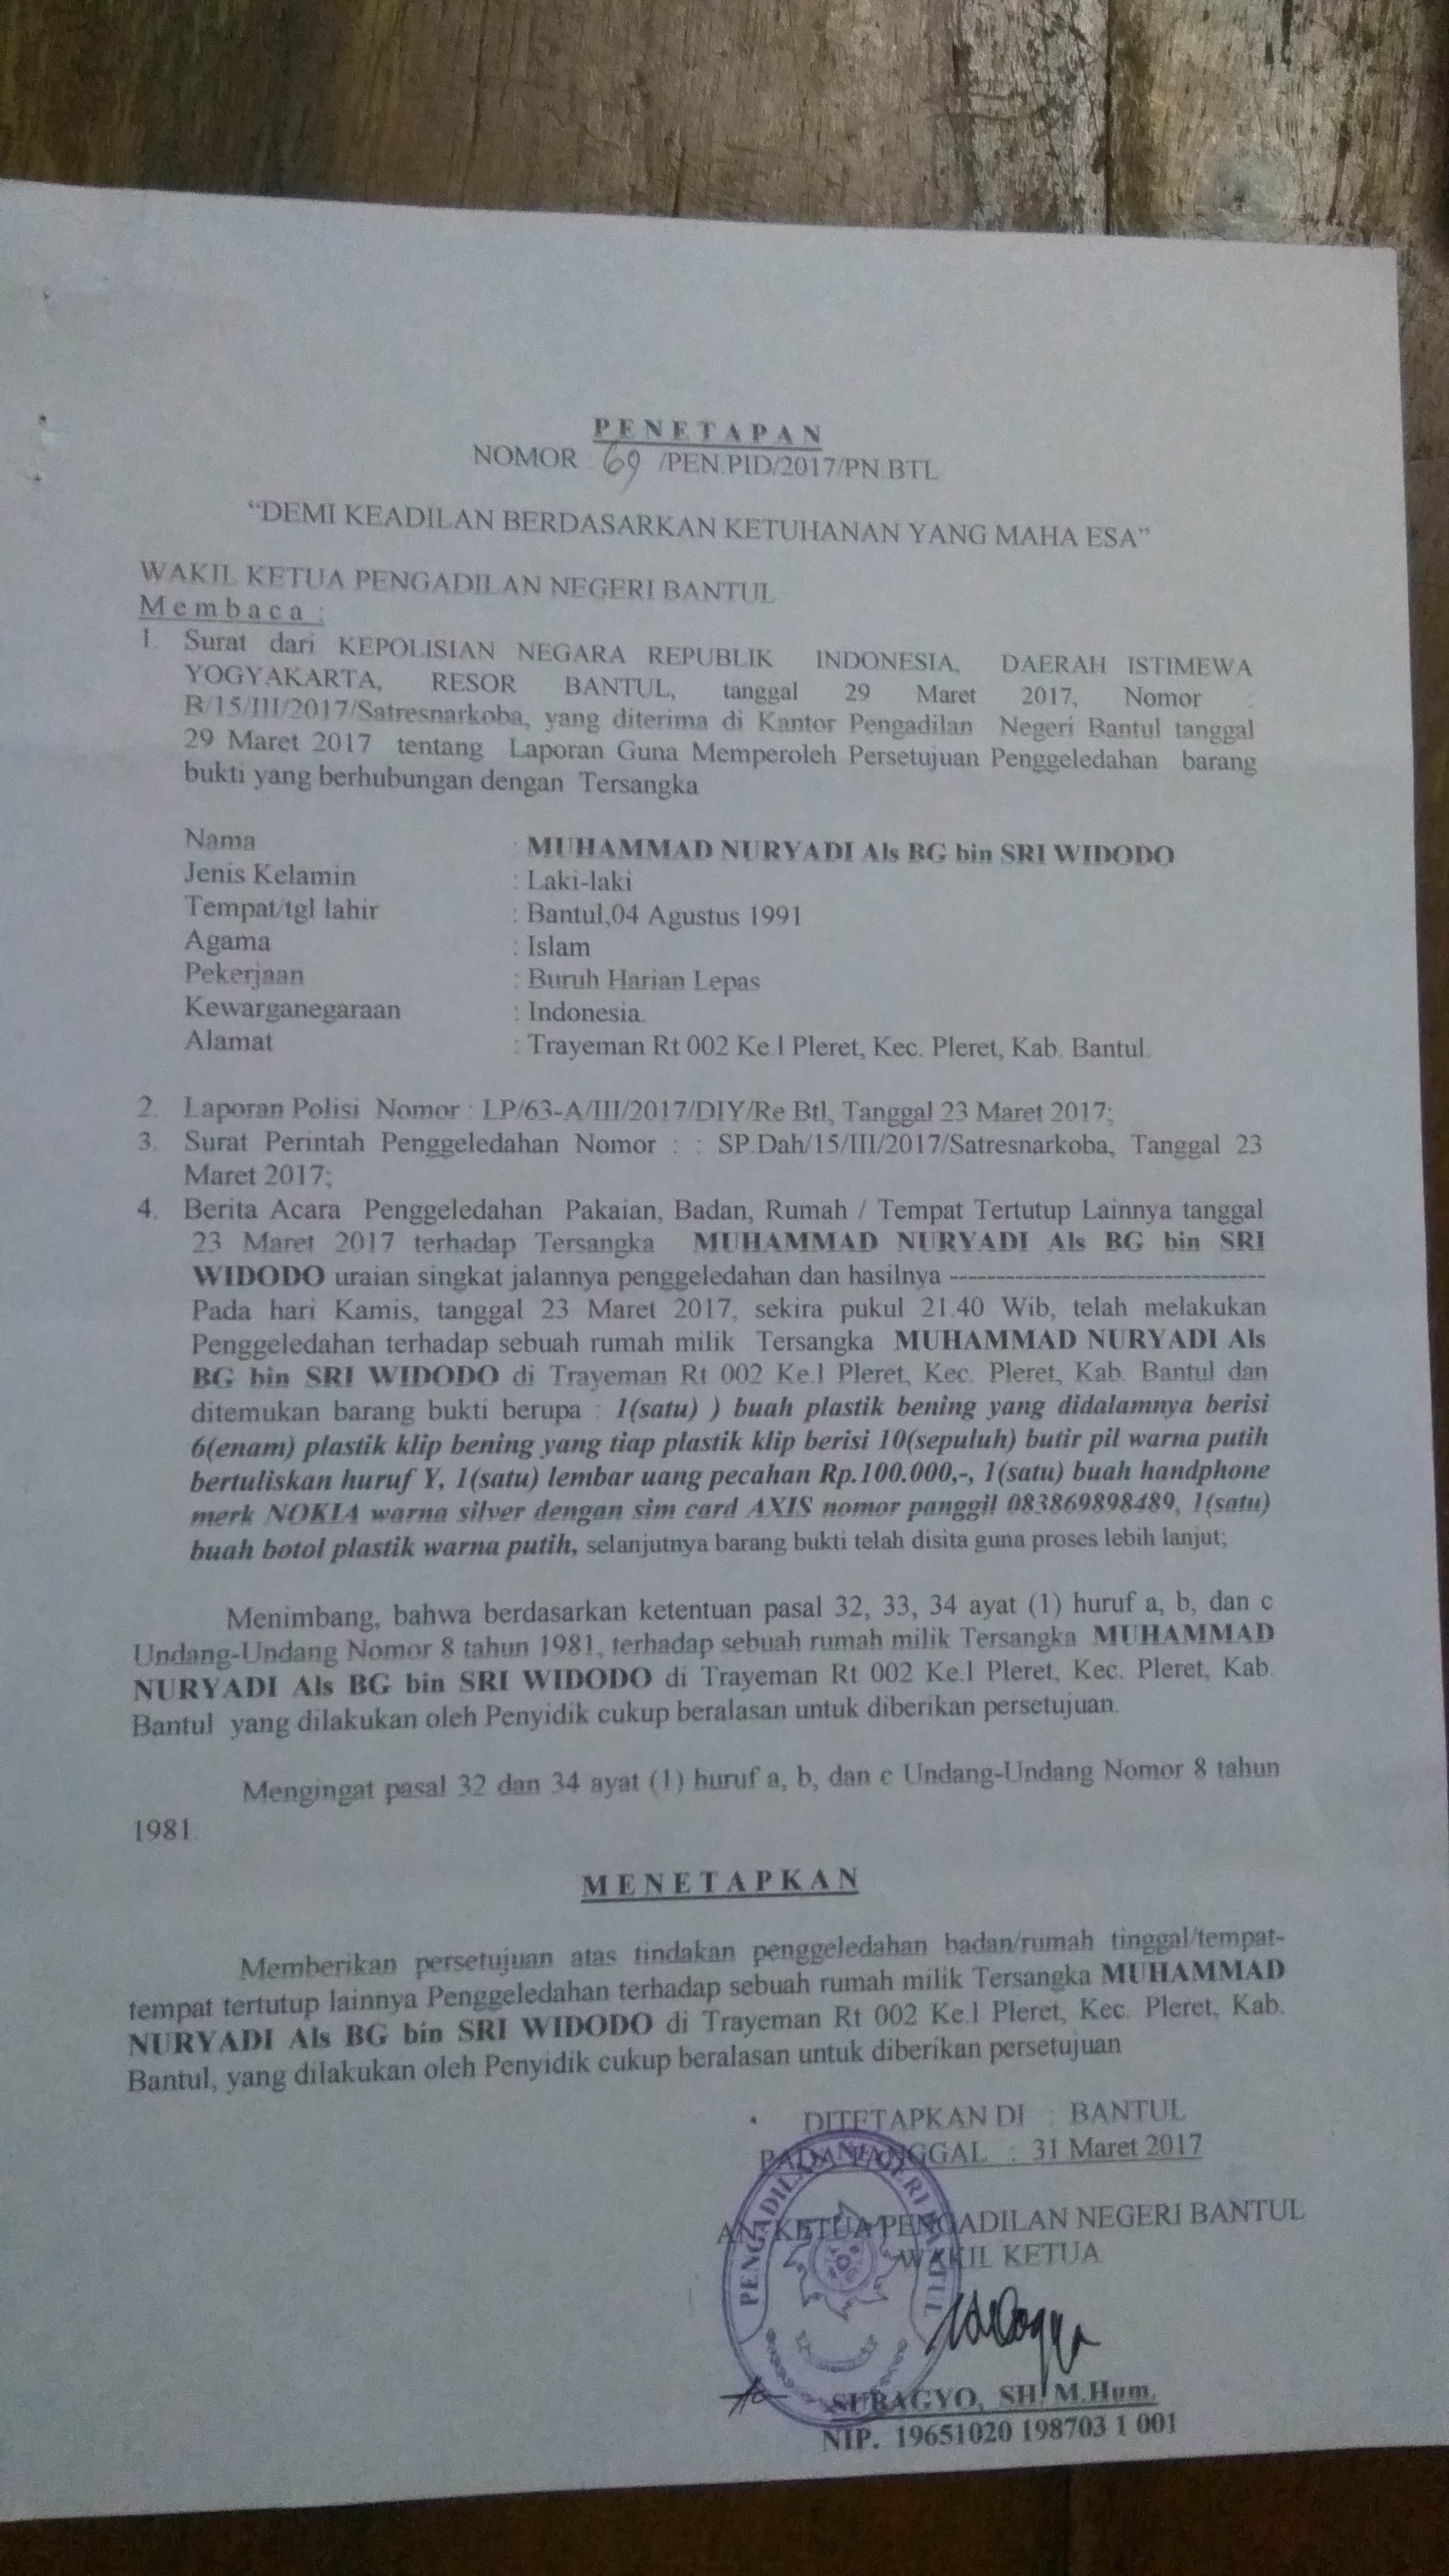 PENETAPAN
NOMOR : 69 /PEN.PID/2017/PN.BTL
“DEMI KEADILAN BERDASARKAN KETUHANAN YANG MAHA ESA”
WAKIL KETUA PENGADILAN NEGERI BANTUL
Membaca :
1. Surat dari KEPOLISIAN NEGARA REPUBLIK INDONESIA, DAERAH ISTIMEWA
YOGYAKARTA, RESOR BANTUL, tanggal 29 Maret 2017, Nomor :
B/15/III/2017/Satresnarkoba, yang diterima di Kantor Pengadilan Negeri Bantul tanggal
29 Maret 2017 tentang Laporan Guna Memperoleh Persetujuan Penggeledahan barang
bukti yang berhubungan dengan Tersangka
Nama : MUHAMMAD NURYADI Als BG bin SRI WIDODO
Jenis Kelamin : Laki-laki
Tempat/tgl lahir : Bantul,04 Agustus 1991
Agama : Islam
Pekerjaan : Buruh Harian Lepas
Kewarganegaraan : Indonesia.
Alamat : Trayeman Rt 002 Ke.l Pleret, Kec. Pleret, Kab. Bantul.
2. Laporan Polisi Nomor : LP/63-A/III/2017/DIY/Re Btl, Tanggal 23 Maret 2017;
3. Surat Perintah Penggeledahan Nomor : : SP.Dah/15/III/2017/Satresnarkoba, Tanggal 23
Maret 2017;
4. Berita Acara Penggeledahan Pakaian, Badan, Rumah / Tempat Tertutup Lainnya tanggal
23 Maret 2017 terhadap Tersangka MUHAMMAD NURYADI Als BG bin SRI
WIDODO uraian singkat jalannya penggeledahan dan hasilnya ----------------------------------
Pada hari Kamis, tanggal 23 Maret 2017, sekira pukul 21.40 Wib, telah melakukan
Penggeledahan terhadap sebuah rumah milik Tersangka MUHAMMAD NURYADI Als
BG bin SRI WIDODO di Trayeman Rt 002 Ke.l Pleret, Kec. Pleret, Kab. Bantul dan
ditemukan barang bukti berupa : 1(satu) ) buah plastik bening yang didalamnya berisi
6(enam) plastik klip bening yang tiap plastik klip berisi 10(sepuluh) butir pil warna putih
bertuliskan huruf Y, 1(satu) lembar uang pecahan Rp.100.000,-, 1(satu) buah handphone
merk NOKIA warna silver dengan sim card AXIS nomor panggil 083869898489, 1(satu)
buah botol plastik warna putih, selanjutnya barang bukti telah disita guna proses lebih lanjut;
Menimbang, bahwa berdasarkan ketentuan pasal 32, 33, 34 ayat (1) huruf a, b, dan c
Undang-Undang Nomor 8 tahun 1981, terhadap sebuah rumah milik Tersangka MUHAMMAD
NURYADI Als BG bin SRI WIDODO di Trayeman Rt 002 Ke.l Pleret, Kec. Pleret, Kab.
Bantul yang dilakukan oleh Penyidik cukup beralasan untuk diberikan persetujuan.
Mengingat pasal 32 dan 34 ayat (1) huruf a, b, dan c Undang-Undang Nomor 8 tahun
1981.
MENETAPKAN
Memberikan persetujuan atas tindakan penggeledahan badan/rumah tinggal/tempat-
tempat tertutup lainnya Penggeledahan terhadap sebuah rumah milik Tersangka MUHAMMAD
NURYADI Als BG bin SRI WIDODO di Trayeman Rt 002 Ke.l Pleret, Kec. Pleret, Kab.
Bantul, yang dilakukan oleh Penyidik cukup beralasan untuk diberikan persetujuan
DITETAPKAN DI : BANTUL
PADA TANGGAL : 31 Maret 2017
AN. KETUA PENGADILAN NEGERI BANTUL
WAKIL KETUA
PENGADILAN NEGERI BANTUL
SUBAGYO, SH. M.Hum.
NIP. 19651020 198703 1 001